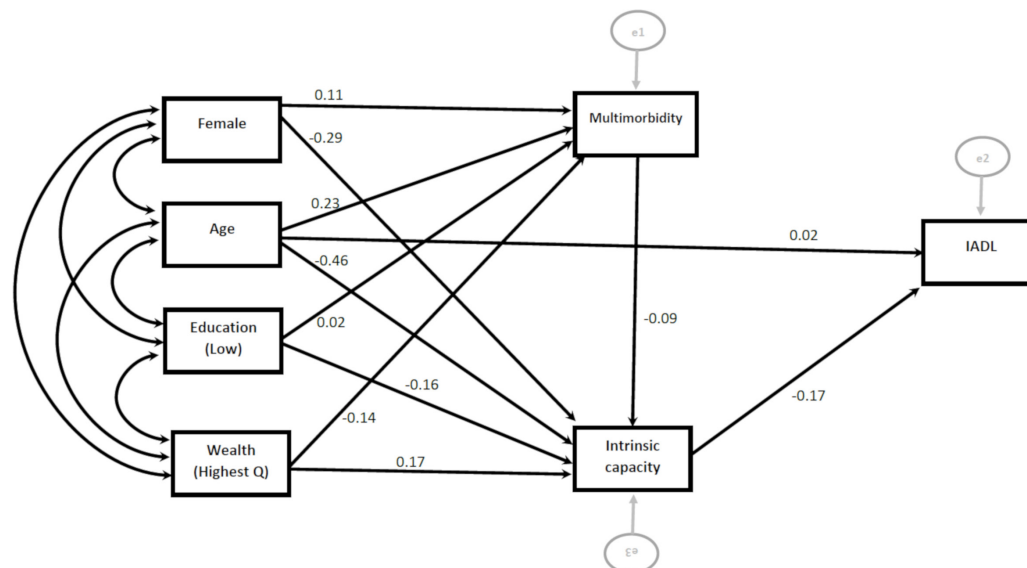 e1
0.11
Female
Multimorbidity
-0.29
e2
0.23
Age
0.02
IADL
-0.46
Education
(Low)
0.02
-0.09
-0.16
-0.17
-0.14
Wealth
(Highest Q)
0.17
Intrinsic
capacity
e3